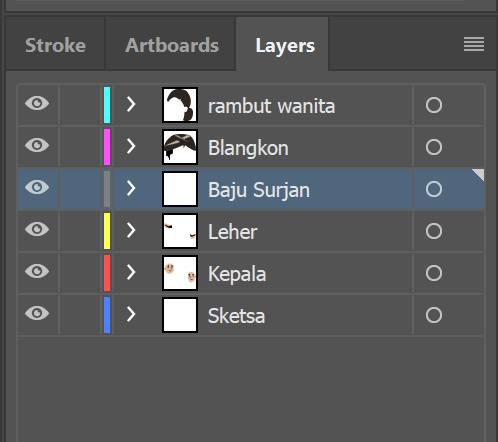 Stroke Artboards Layers
rambut wanita
Blangkon
Baju Surjan
Leher
Kepala
Sketsa